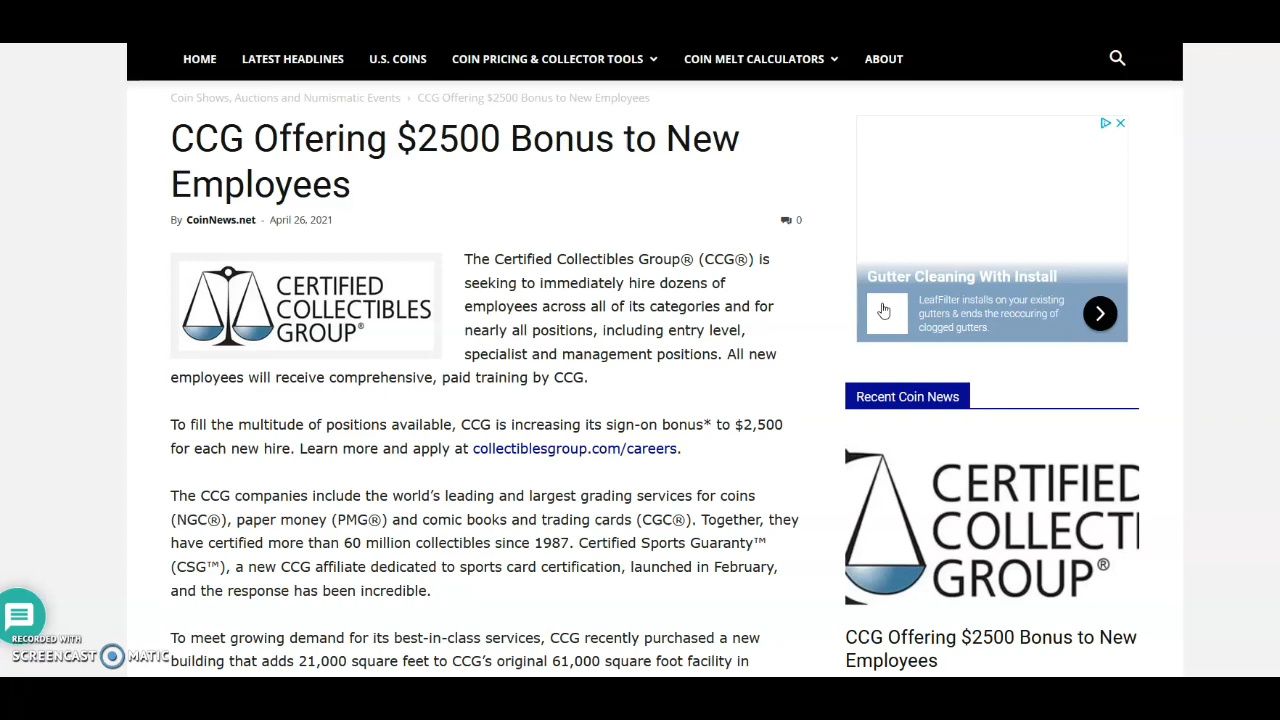 HOME LATEST HEADLINES U.S. COINS COIN PRICING & COLLECTOR TOOLS COIN MELT CALCULATORS ABOUT
Coin Shows, Auctions and Numismatic Events › CCG Offering $2500 Bonus to New Employees
CCG Offering $2500 Bonus to New
Employees
By CoinNews.net - April 26, 2021 0
CERTIFIED
COLLECTIBLES
GROUP®
The Certified Collectibles Group® (CCG®) is
seeking to immediately hire dozens of
employees across all of its categories and for
nearly all positions, including entry level,
specialist and management positions. All new
employees will receive comprehensive, paid training by CCG.
To fill the multitude of positions available, CCG is increasing its sign-on bonus* to $2,500
for each new hire. Learn more and apply at collectiblesgroup.com/careers.
The CCG companies include the world's leading and largest grading services for coins
(NGC®), paper money (PMG®) and comic books and trading cards (CGC®). Together, they
have certified more than 60 million collectibles since 1987. Certified Sports Guaranty™
(CSG™), a new CCG affiliate dedicated to sports card certification, launched in February,
and the response has been incredible.
To meet growing demand for its best-in-class services, CCG recently purchased a new
building that adds 21,000 square feet to CCG's original 61,000 square foot facility in
Gutter Cleaning With Install
LeafFilter installs on your existing
gutters & ends the reoccuring of
clogged gutters.
Recent Coin News
CERTIFIED
COLLECTI
GROUP®
CCG Offering $2500 Bonus to New
Employees
RECORDED WITH
SCREENCAST MATIC